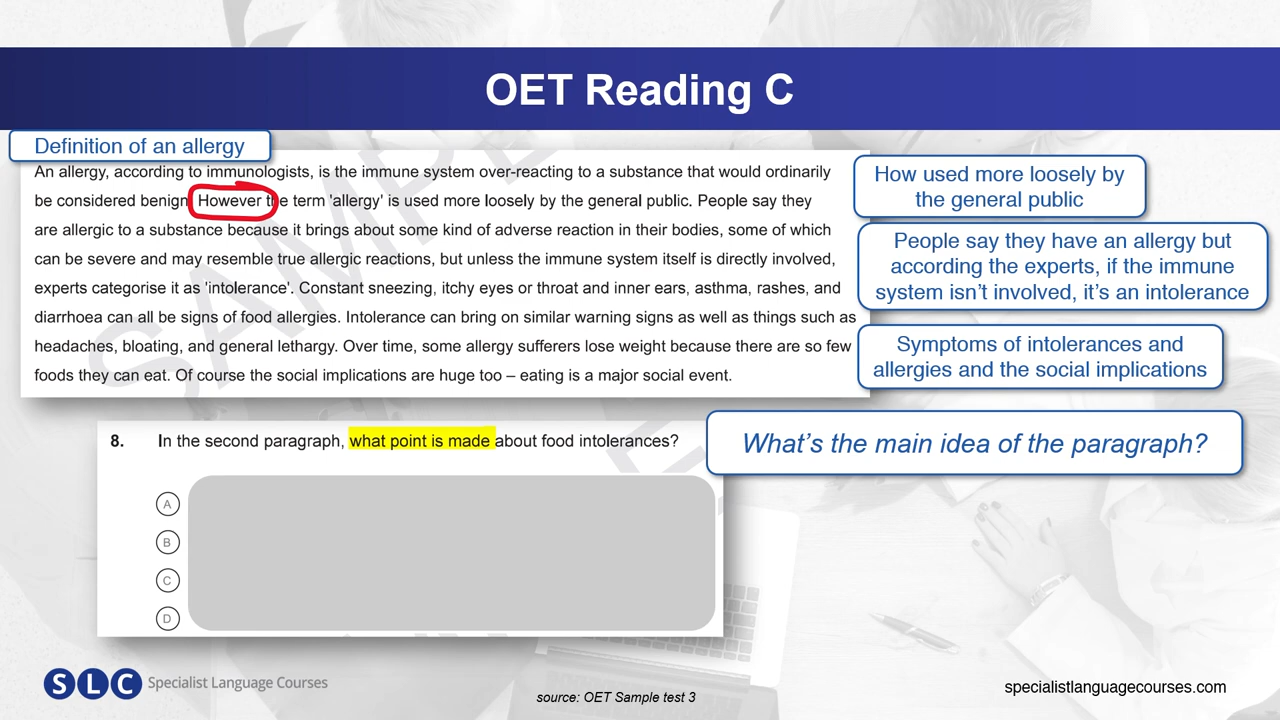 OET Reading C
Definition of an allergy
An allergy, according to immunologists, is the immune system over-reacting to a substance that would ordinarily
be considered benign. However the term 'allergy' is used more loosely by the general public. People say they
are allergic to a substance because it brings about some kind of adverse reaction in their bodies, some of which
can be severe and may resemble true allergic reactions, but unless the immune system itself is directly involved,
experts categorise it as 'intolerance'. Constant sneezing, itchy eyes or throat and inner ears, asthma, rashes, and
diarrhoea can all be signs of food allergies. Intolerance can bring on similar warning signs as well as things such as
headaches, bloating, and general lethargy. Over time, some allergy sufferers lose weight because there are so few
foods they can eat. Of course the social implications are huge too – eating is a major social event.
How used more loosely by
the general public
People say they have an allergy but
according the experts, if the immune
system isn't involved, it's an intolerance
Symptoms of intolerances and
allergies and the social implications
8. In the second paragraph, what point is made about food intolerances?
What's the main idea of the paragraph?
A
B
C
D
SLC Specialist Language Courses
source: OET Sample test 3
specialistlanguagecourses.com